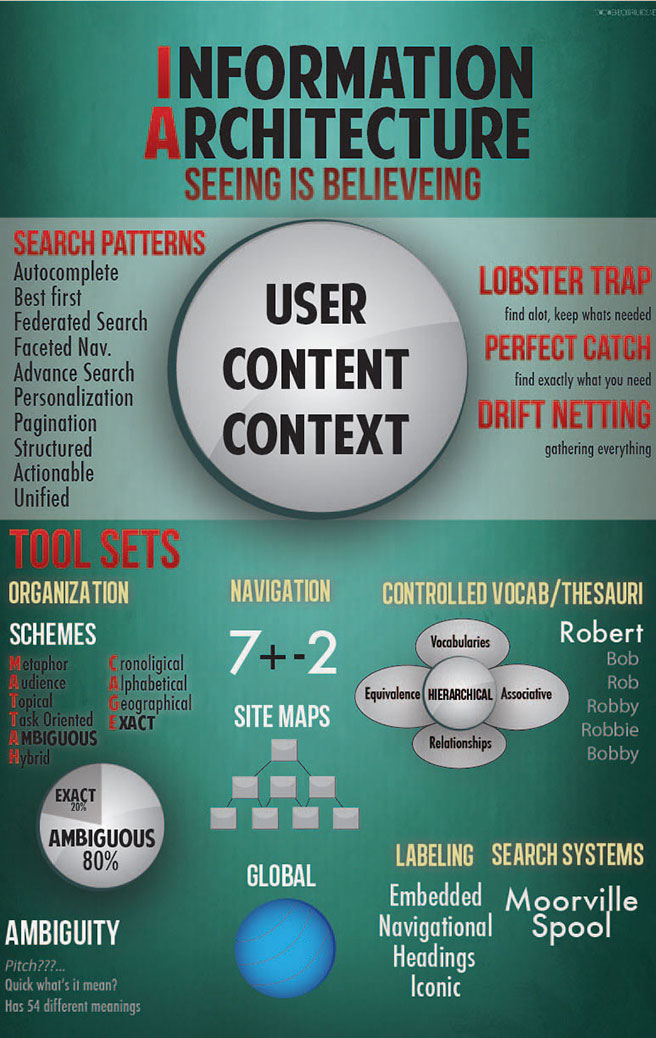 INFORMATION
ARCHITECTURE
SEEING IS BELIEVEING
SEARCH PATTERNS
Autocomplete
Best first
Federated Search
Faceted Nav.
Advance Search
Personalization
Pagination
Structured
Actionable
Unified
USER
CONTENT
CONTEXT
LOBSTER TRAP
find alot, keep whats needed
PERFECT CATCH
find exactly what you need
DRIFT NETTING
gathering everything
TOOL SETS
ORGANIZATION
SCHEMES
Metaphor
Audience
Topical
Task Oriented
AMBIGUOUS
Hybrid
Cronoligical
Alphabetical
Geographical
EXACT
EXACT
20%
AMBIGUOUS
80%
AMBIGUITY
Pitch???...
Quick what's it mean?
Has 54 different meanings
NAVIGATION
7+-2
SITE MAPS
GLOBAL
CONTROLLED VOCAB/THESAURI
Vocabularies
Equivalence
HIERARCHICAL
Associative
Relationships
Robert
Bob
Rob
Robby
Robbie
Bobby
LABELING
Embedded
Navigational
Headings
Iconic
SEARCH SYSTEMS
Moorville
Spool